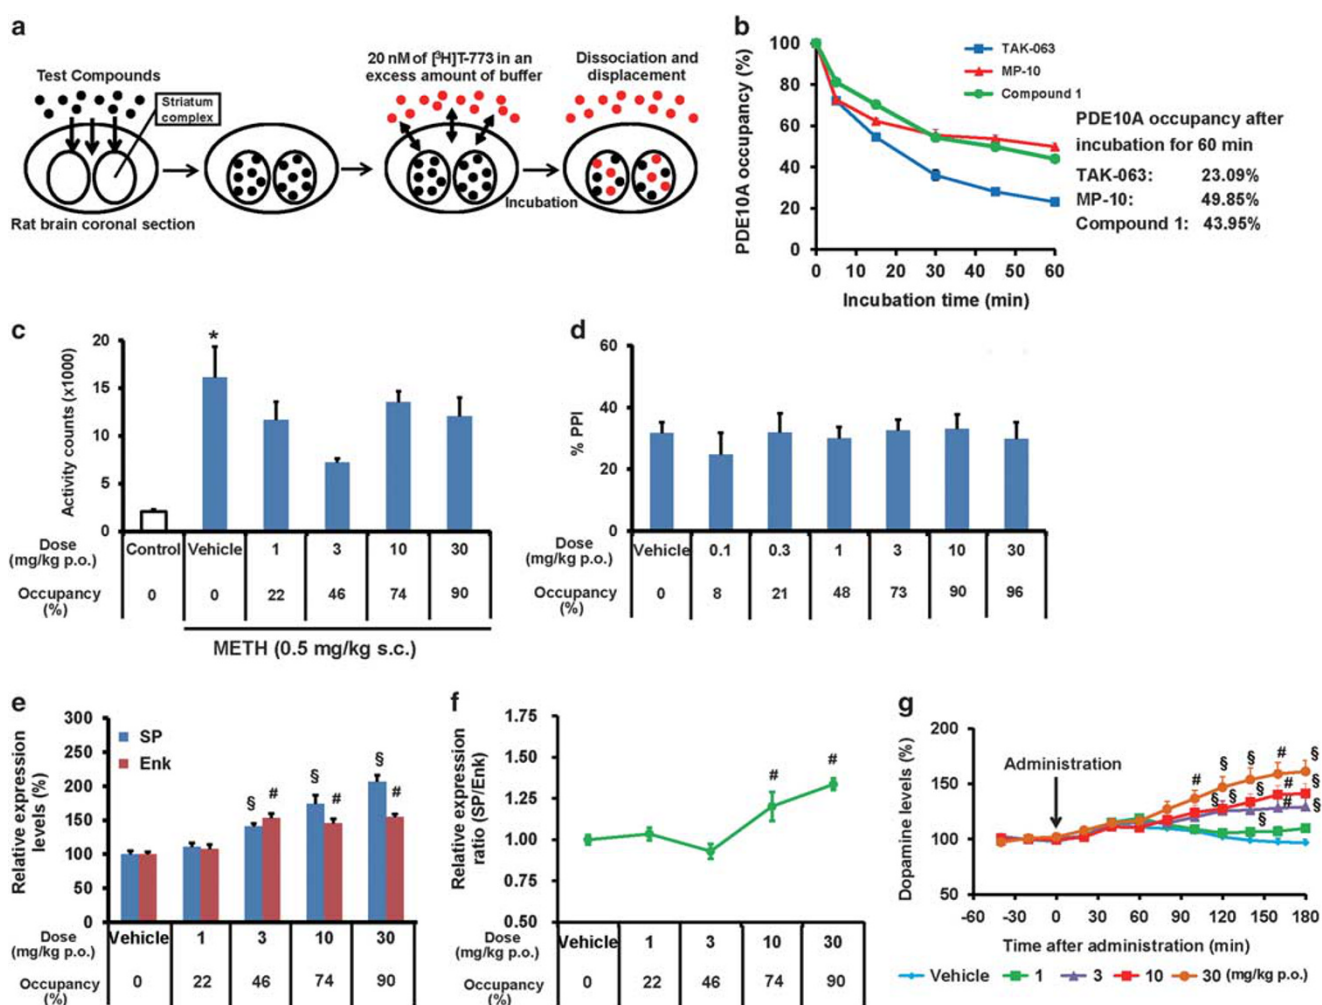 a
Test Compounds
Striatum
complex
Rat brain coronal section
20 nM of [³H]T-773 in an
excess amount of buffer
Incubation
Dissociation and
displacement
b
PDE10A occupancy (%)
100
80
60
40
20
0
0 10 20 30 40 50 60
Incubation time (min)
TAK-063
MP-10
Compound 1
PDE10A occupancy after
incubation for 60 min
TAK-063: 23.09%
MP-10: 49.85%
Compound 1: 43.95%
c
Activity counts (x1000)
20
15
10
5
0
*
Dose
(mg/kg p.o.)
Control Vehicle 1 3 10 30
Occupancy
(%)
0 0 22 46 74 90
METH (0.5 mg/kg s.c.)
d
% PPI
60
40
20
0
Dose
(mg/kg p.o.)
Vehicle 0.1 0.3 1 3 10 30
Occupancy
(%)
0 8 21 48 73 90 96
e
Relative expression
levels (%)
300
250
200
150
100
50
0
SP
Enk
§ # § # § #
Dose
(mg/kg p.o.)
Vehicle 1 3 10 30
Occupancy
(%)
0 22 46 74 90
f
Relative expression
ratio (SP/Enk)
1.75
1.50
1.25
1.00
0.75
0.50
# #
Dose
(mg/kg p.o.)
Vehicle 1 3 10 30
Occupancy
(%)
0 22 46 74 90
g
Dopamine levels (%)
200
150
100
50
Administration
# § § # §
§ § § # §
§ # §
-60 -30 0 30 60 90 120 150 180
Time after administration (min)
Vehicle 1 3 10 30 (mg/kg p.o.)